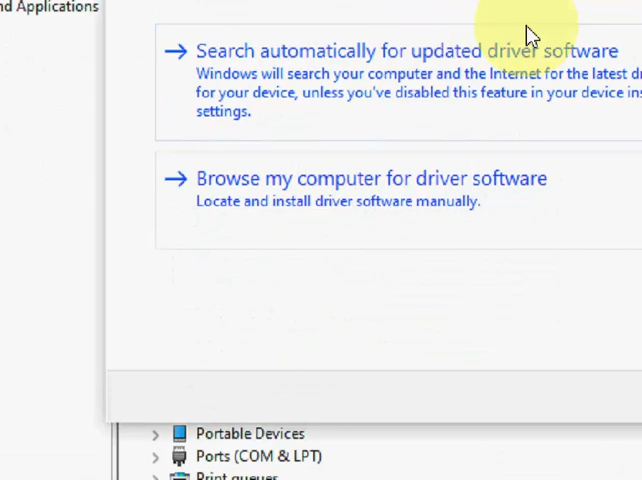 nd Applications
Search automatically for updated driver software
Windows will search your computer and the Internet for the latest dr
for your device, unless you've disabled this feature in your device ins
settings.
Browse my computer for driver software
Locate and install driver software manually.
Portable Devices
Ports (COM & LPT)
Print queues